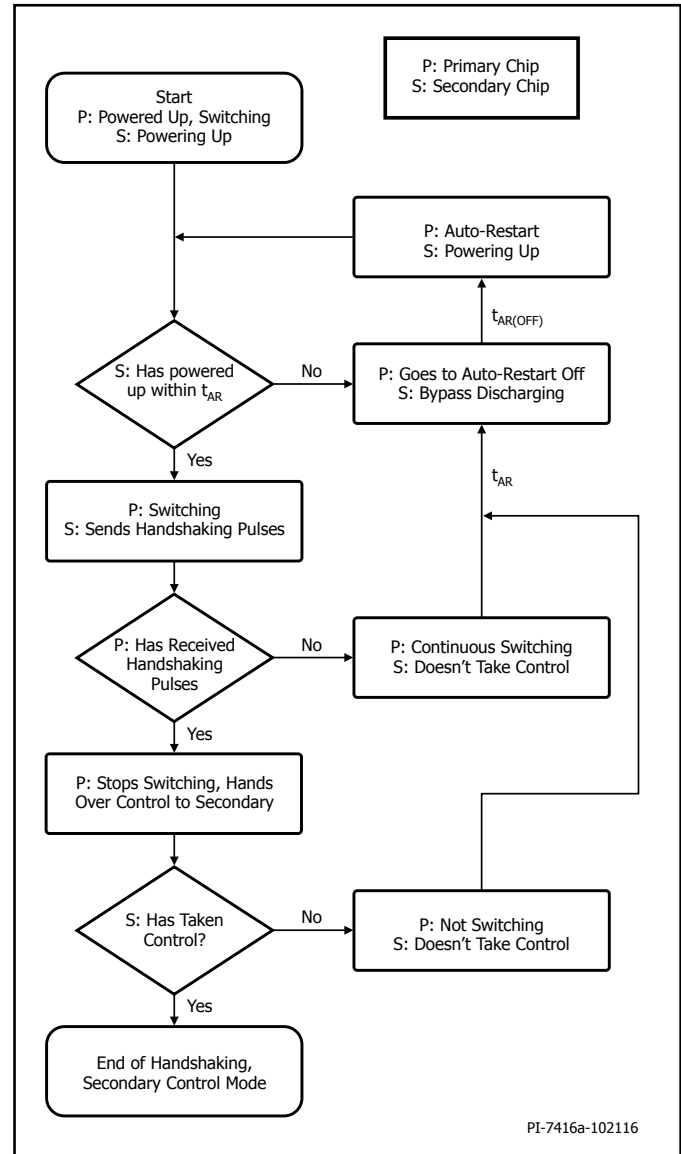 P: Primary Chip
S: Secondary Chip
Start
P: Powered Up, Switching
S: Powering Up
P: Auto-Restart
S: Powering Up
tAR(OFF)
S: Has powered
up within tAR
No
P: Goes to Auto-Restart Off
S: Bypass Discharging
Yes
tAR
P: Switching
S: Sends Handshaking Pulses
P: Has Received
Handshaking
Pulses
No
P: Continuous Switching
S: Doesn’t Take Control
Yes
P: Stops Switching, Hands
Over Control to Secondary
S: Has Taken
Control?
No
P: Not Switching
S: Doesn’t Take Control
Yes
End of Handshaking,
Secondary Control Mode
PI-7416a-102116